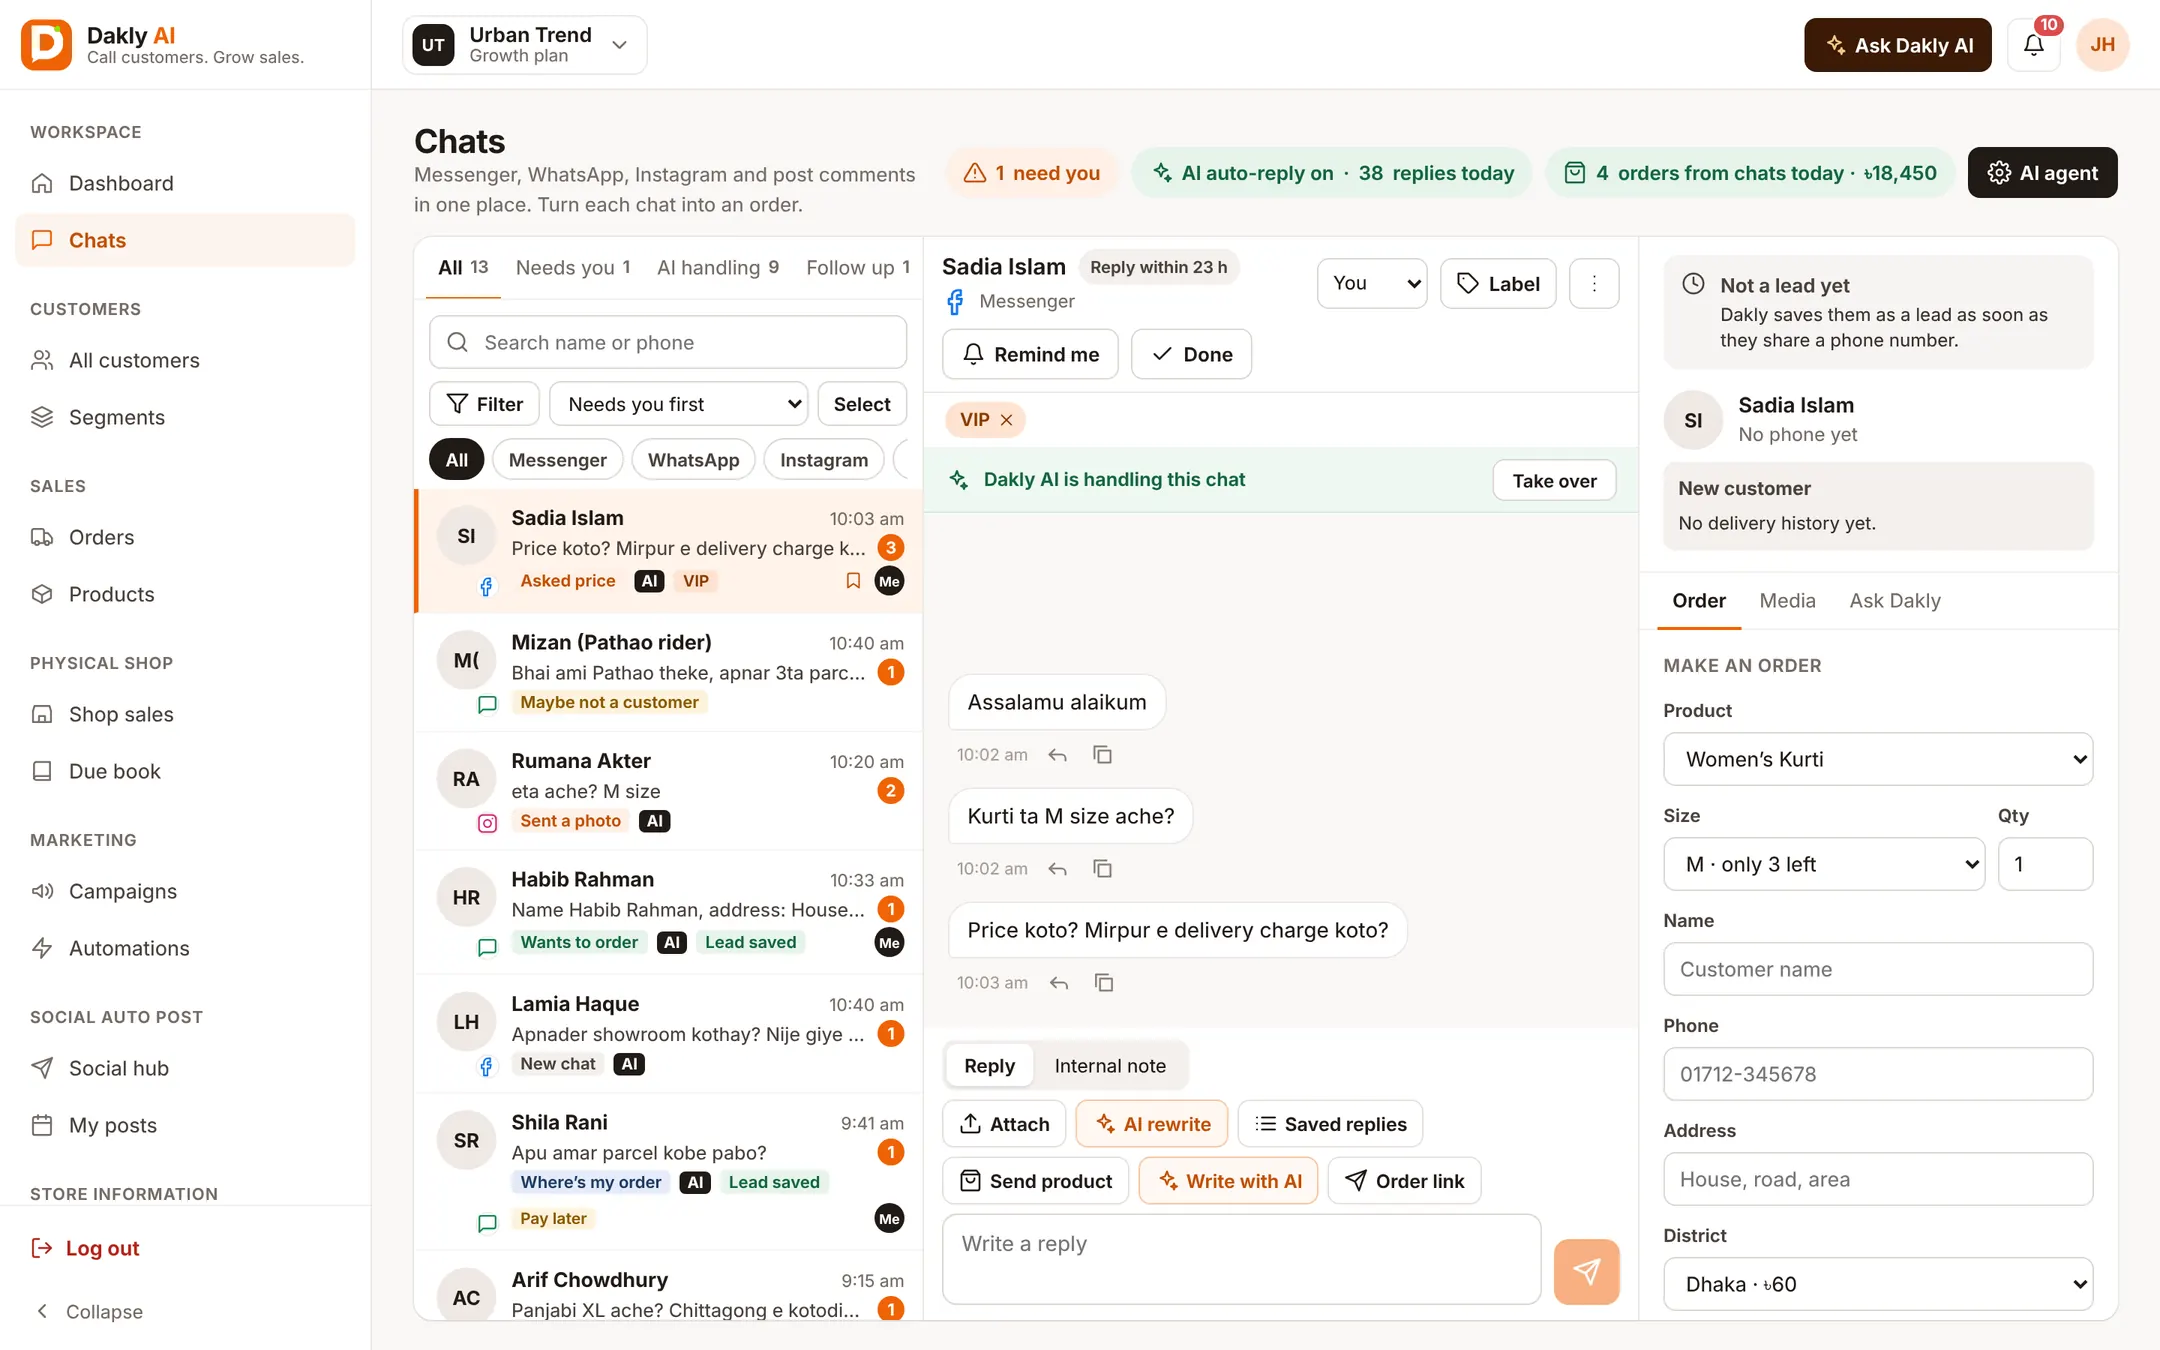 Dakly AI
Call customers. Grow sales.
UT
Urban Trend
Growth plan
Ask Dakly AI
10
JH
WORKSPACE
Dashboard
Chats
CUSTOMERS
All customers
Segments
SALES
Orders
Products
PHYSICAL SHOP
Shop sales
Due book
MARKETING
Campaigns
Automations
SOCIAL AUTO POST
Social hub
My posts
STORE INFORMATION
Log out
Collapse
Chats
Messenger, WhatsApp, Instagram and post comments
in one place. Turn each chat into an order.
1 need you
AI auto-reply on · 38 replies today
4 orders from chats today · ৳18,450
AI agent
All 13
Needs you 1
AI handling 9
Follow up 1
Search name or phone
Filter
Needs you first
Select
All
Messenger
WhatsApp
Instagram
SI
Sadia Islam
10:03 am
Price koto? Mirpur e delivery charge k...
3
Asked price
AI
VIP
Me
M(
Mizan (Pathao rider)
10:40 am
Bhai ami Pathao theke, apnar 3ta parc...
1
Maybe not a customer
RA
Rumana Akter
10:20 am
eta ache? M size
2
Sent a photo
AI
HR
Habib Rahman
10:33 am
Name Habib Rahman, address: House...
1
Wants to order
AI
Lead saved
Me
LH
Lamia Haque
10:40 am
Apnader showroom kothay? Nije giye ...
1
New chat
AI
SR
Shila Rani
9:41 am
Apu amar parcel kobe pabo?
1
Where's my order
AI
Lead saved
Pay later
Me
AC
Arif Chowdhury
9:15 am
Panjabi XL ache? Chittagong e kotodi...
1
Sadia Islam
Reply within 23 h
Messenger
You
Label
Remind me
Done
VIP
Dakly AI is handling this chat
Take over
Assalamu alaikum
10:02 am
Kurti ta M size ache?
10:02 am
Price koto? Mirpur e delivery charge koto?
10:03 am
Reply
Internal note
Attach
AI rewrite
Saved replies
Send product
Write with AI
Order link
Write a reply
Not a lead yet
Dakly saves them as a lead as soon as
they share a phone number.
SI
Sadia Islam
No phone yet
New customer
No delivery history yet.
Order
Media
Ask Dakly
MAKE AN ORDER
Product
Women's Kurti
Size
Qty
M · only 3 left
1
Name
Customer name
Phone
01712-345678
Address
House, road, area
District
Dhaka · ৳60